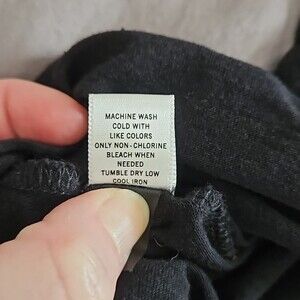 MACHINE WASH
COLD WITH
LIKE COLORS
ONLY NON-CHLORINE
BLEACH WHEN
NEEDED
TUMBLE DRY LOW
COOL IRON